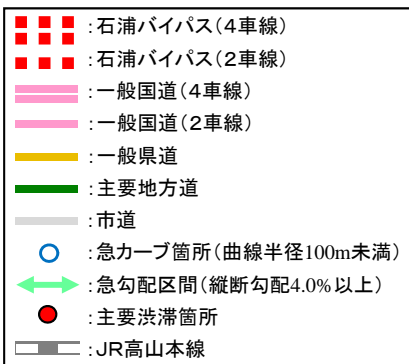 :石浦バイパス(4車線)
:石浦バイパス(2車線)
:一般国道(4車線)
:一般国道(2車線)
:一般県道
:主要地方道
:市道
:急カーブ箇所(曲線半径100m未満)
:急勾配区間(縦断勾配4.0%以上)
:主要渋滞箇所
:JR高山本線